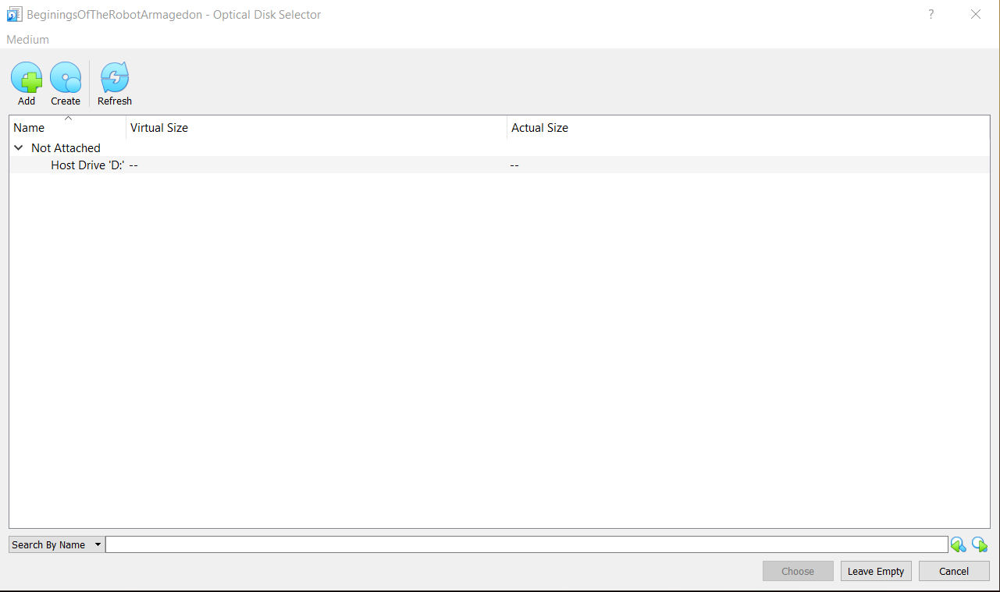 BeginingsOfTheRobotArmagedon - Optical Disk Selector ?
Medium
Add Create Refresh
Name Virtual Size Actual Size
Not Attached
Host Drive 'D:' -- --
Search By Name
Choose Leave Empty Cancel